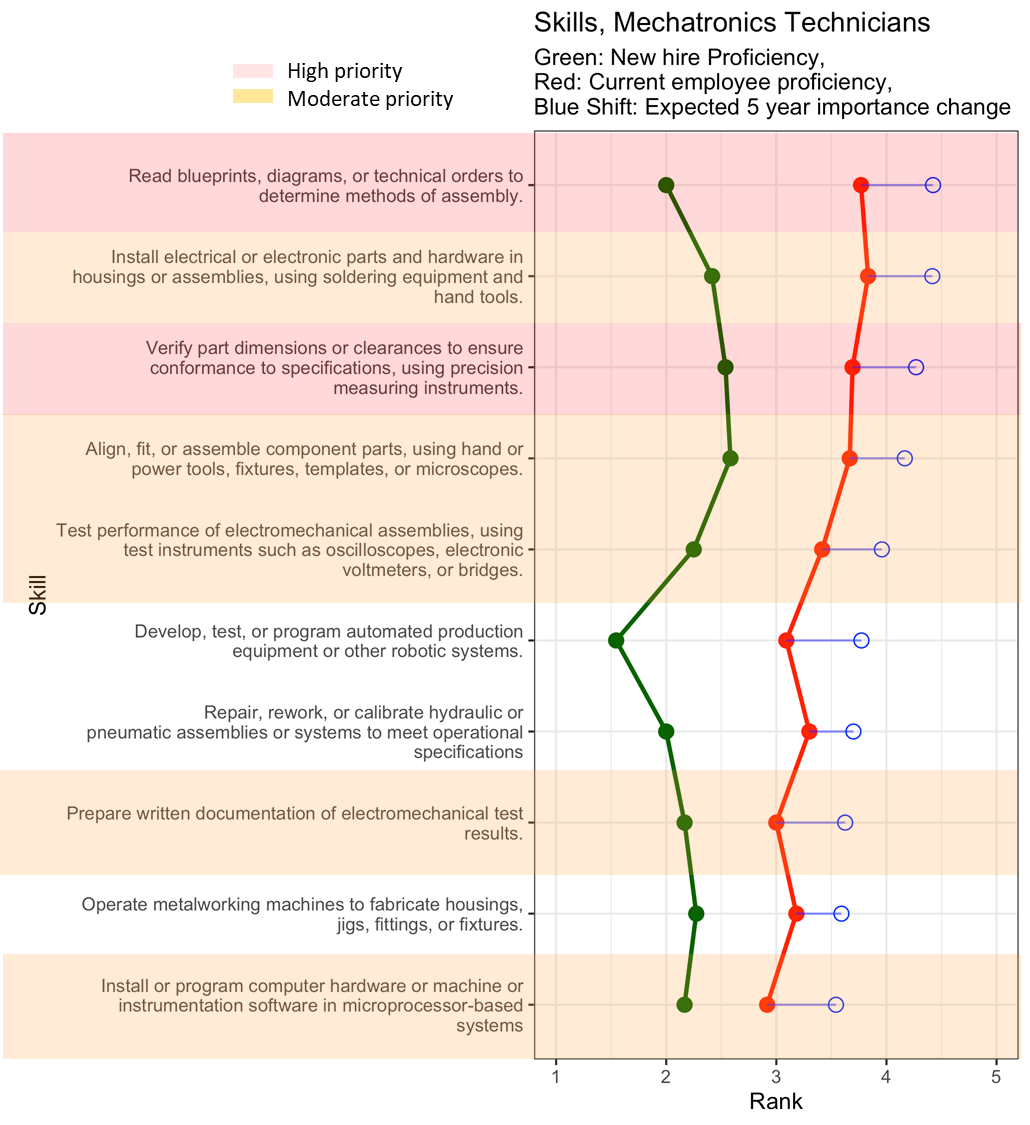 Skills, Mechatronics Technicians
Green: New hire Proficiency,
Red: Current employee proficiency,
Blue Shift: Expected 5 year importance change
High priority
Moderate priority
Read blueprints, diagrams, or technical orders to
determine methods of assembly.
Install electrical or electronic parts and hardware in
housings or assemblies, using soldering equipment and
hand tools.
Verify part dimensions or clearances to ensure
conformance to specifications, using precision
measuring instruments.
Align, fit, or assemble component parts, using hand or
power tools, fixtures, templates, or microscopes.
Test performance of electromechanical assemblies, using
test instruments such as oscilloscopes, electronic
voltmeters, or bridges.
Skill
Develop, test, or program automated production
equipment or other robotic systems.
Repair, rework, or calibrate hydraulic or
pneumatic assemblies or systems to meet operational
specifications
Prepare written documentation of electromechanical test
results.
Operate metalworking machines to fabricate housings,
jigs, fittings, or fixtures.
Install or program computer hardware or machine or
instrumentation software in microprocessor-based
systems
1 2 3 4 5
Rank